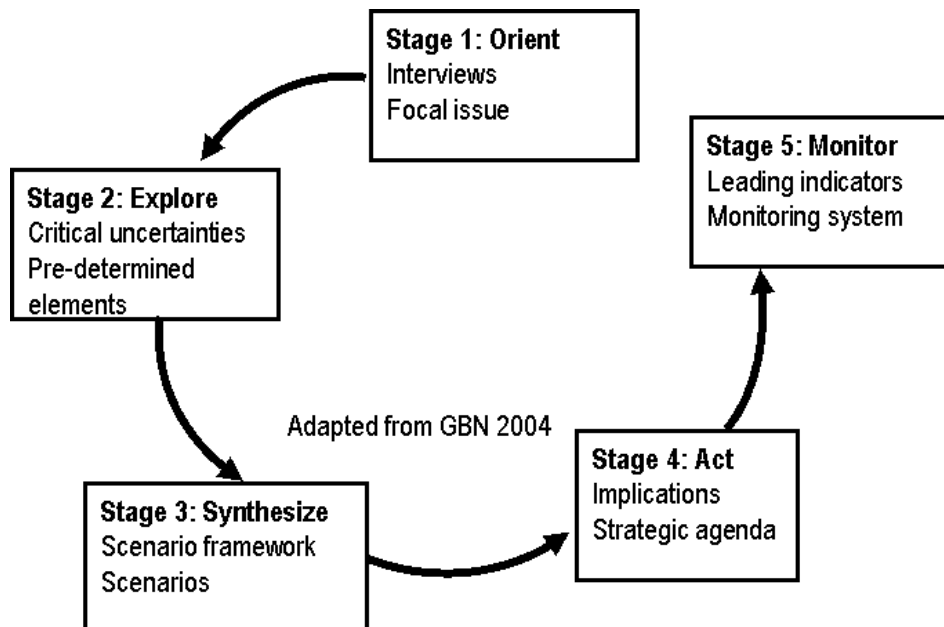 Stage 1: Orient
Interviews
Focal issue
Stage 2: Explore
Critical uncertainties
Pre-determined
elements
Stage 3: Synthesize
Scenario framework
Scenarios
Adapted from GBN 2004
Stage 4: Act
Implications
Strategic agenda
Stage 5: Monitor
Leading indicators
Monitoring system